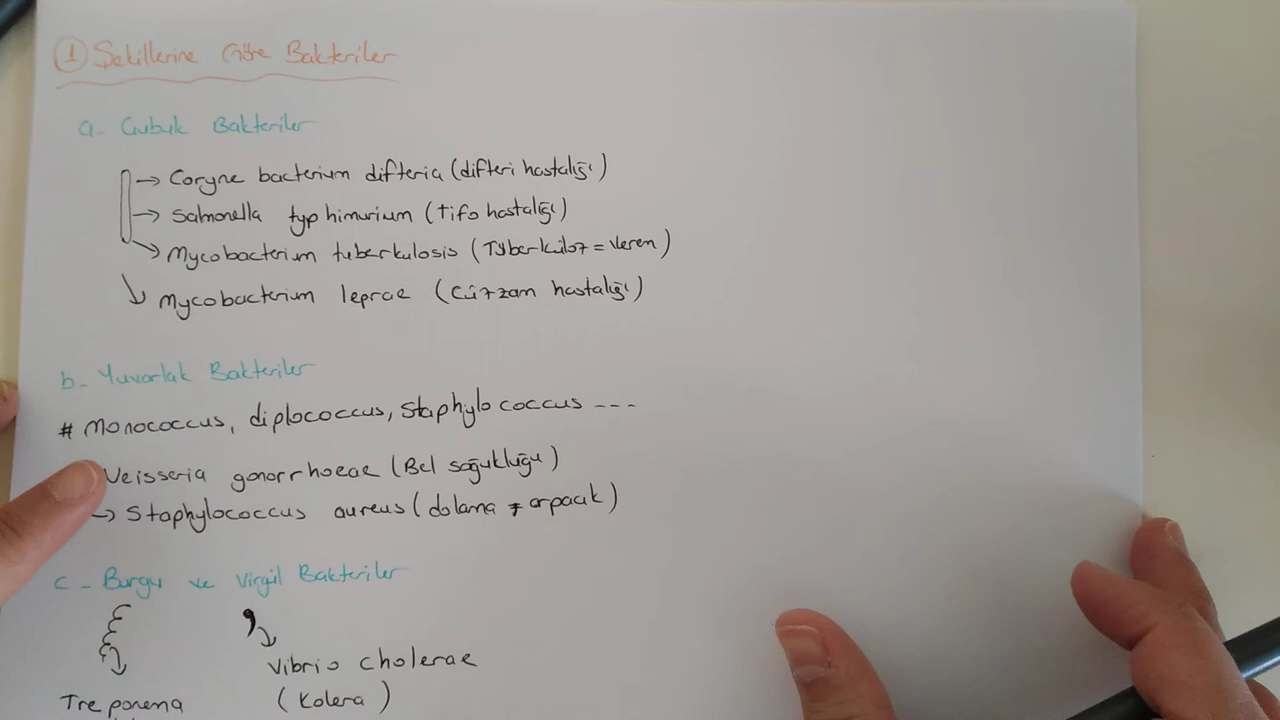 ① Şekillerine Göre Bakteriler
a- Çubuk Bakteriler
→ Coryne bacterium difteria (difteri hastalığı)
→ Salmonella typhimurium (tifo hastalığı)
→ Mycobacterium tuberkulosis (Tüberküloz = Verem)
→ Mycobacterium leprae (Cüzzam hastalığı)
b- Yuvarlak Bakteriler
# Monococcus, diplococcus, Staphylococcus ---
Neisseria gonorrhoeae (Bel soğukluğu)
→ Staphylococcus aureus (dolama arpacık)
c- Burgu ve Virgül Bakteriler
Vibrio cholerae
Treponema (Kolera)